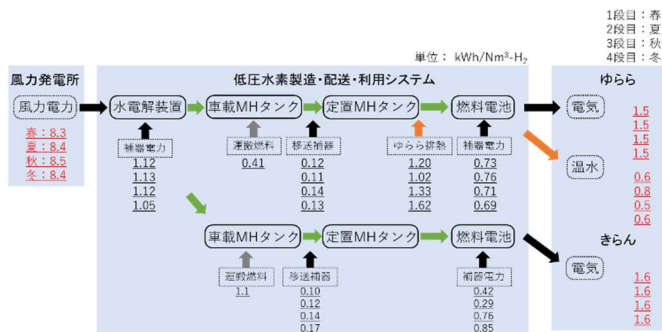 1段目：春
2段目：夏
3段目：秋
4段目：冬
単位： kWh/Nm³-H₂
風力発電所
低圧水素製造・配送・利用システム
ゆらら
風力電力
水電解装置
車載MHタンク
定置MHタンク
燃料電池
電気
春：8.3
夏：8.4
秋：8.5
冬：8.4
補器電力
1.12
1.13
1.12
1.05
運搬燃料
0.41
移送補器
0.12
0.11
0.14
0.13
ゆらら排熱
1.20
1.02
1.33
1.62
補器電力
0.73
0.76
0.71
0.69
1.5
1.5
1.5
1.5
温水
0.6
0.8
0.5
0.6
車載MHタンク
定置MHタンク
燃料電池
きらん
電気
運搬燃料
1.1
移送補器
0.10
0.12
0.14
0.17
補器電力
0.42
0.29
0.76
0.85
1.6
1.6
1.6
1.6